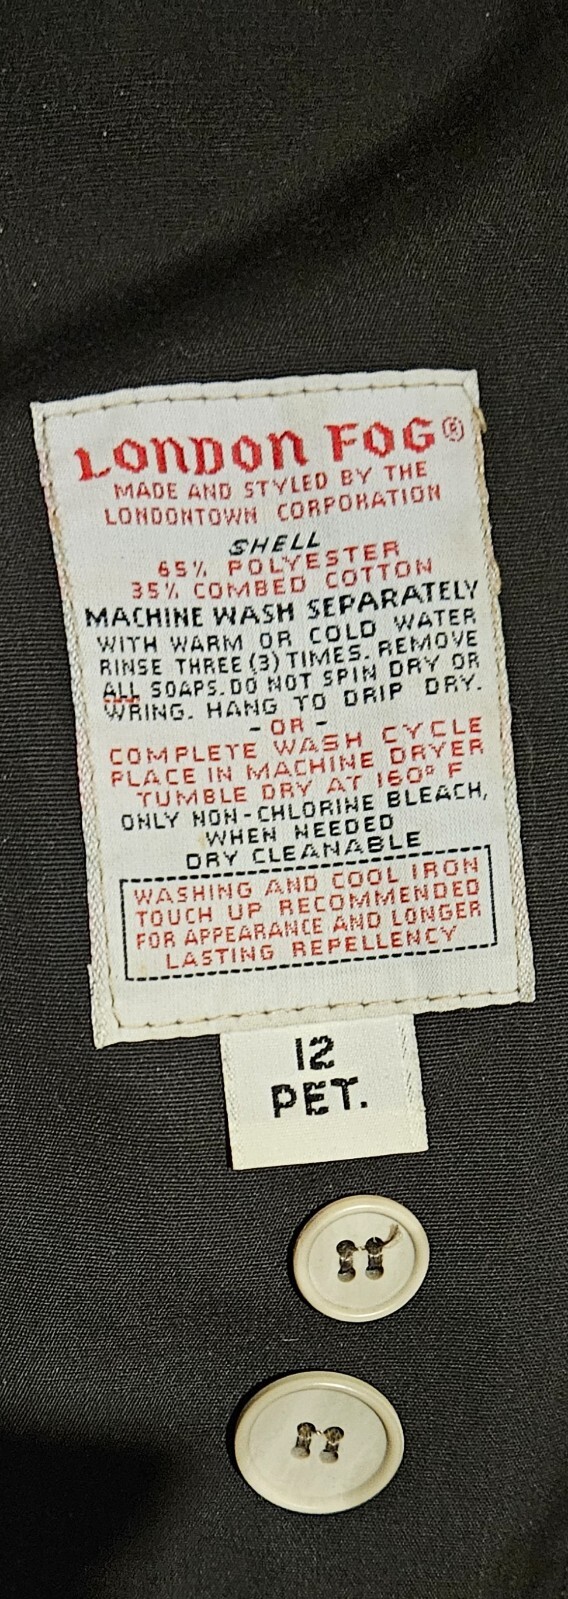 LONDON FOG®
MADE AND STYLED BY THE
LONDONTOWN CORPORATION
SHELL
65% POLYESTER
35% COMBED COTTON
MACHINE WASH SEPARATELY
WITH WARM OR COLD WATER
RINSE THREE (3) TIMES. REMOVE
ALL SOAPS. DO NOT SPIN DRY OR
WRING. HANG TO DRIP DRY.
- OR -
COMPLETE WASH CYCLE
PLACE IN MACHINE DRYER
TUMBLE DRY AT 160° F
ONLY NON-CHLORINE BLEACH,
WHEN NEEDED
DRY CLEANABLE
WASHING AND COOL IRON
TOUCH UP RECOMMENDED
FOR APPEARANCE AND LONGER
LASTING REPELLENCY
12
PET.